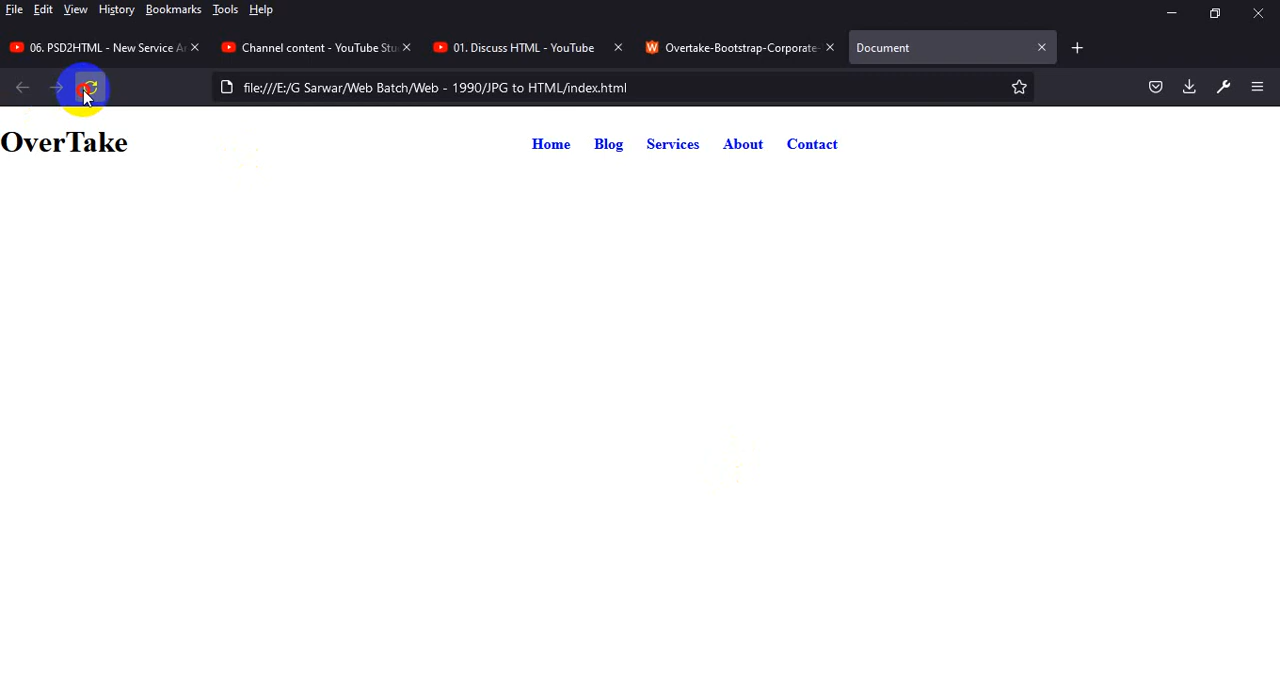 File Edit View History Bookmarks Tools Help
06. PSD2HTML - New Service A
Channel content - YouTube Stu
01. Discuss HTML - YouTube
Overtake-Bootstrap-Corporate-
Document
file:///E:/G Sarwar/Web Batch/Web - 1990/JPG to HTML/index.html
OverTake
Home Blog Services About Contact